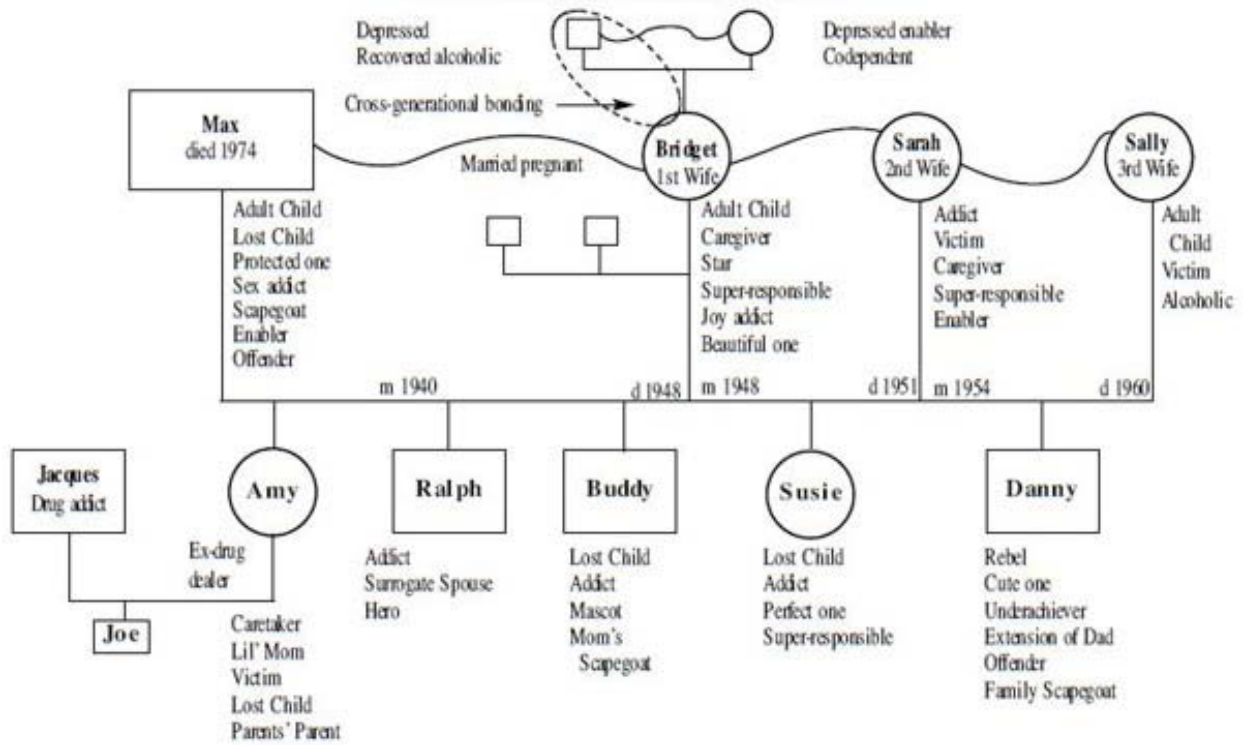 Depressed
Recovered alcoholic
Depressed enabler
Codependent
Cross-generational bonding
Max
died 1974
Married pregnant
Bridget
1st Wife
Sarah
2nd Wife
Sally
3rd Wife
Adult Child
Lost Child
Protected one
Sex addict
Scapegoat
Enabler
Offender
Adult Child
Caregiver
Star
Super-responsible
Joy addict
Beautiful one
Addict
Victim
Caregiver
Super-responsible
Enabler
Adult
Child
Victim
Alcoholic
m 1940
d 1948
m 1948
d 1951
m 1954
d 1960
Jacques
Drug addict
Amy
Ralph
Buddy
Susie
Danny
Ex-drug
dealer
Joe
Caretaker
Lil' Mom
Victim
Lost Child
Parents' Parent
Addict
Surrogate Spouse
Hero
Lost Child
Addict
Mascot
Mom's
Scapegoat
Lost Child
Addict
Perfect one
Super-responsible
Rebel
Cute one
Underachiever
Extension of Dad
Offender
Family Scapegoat